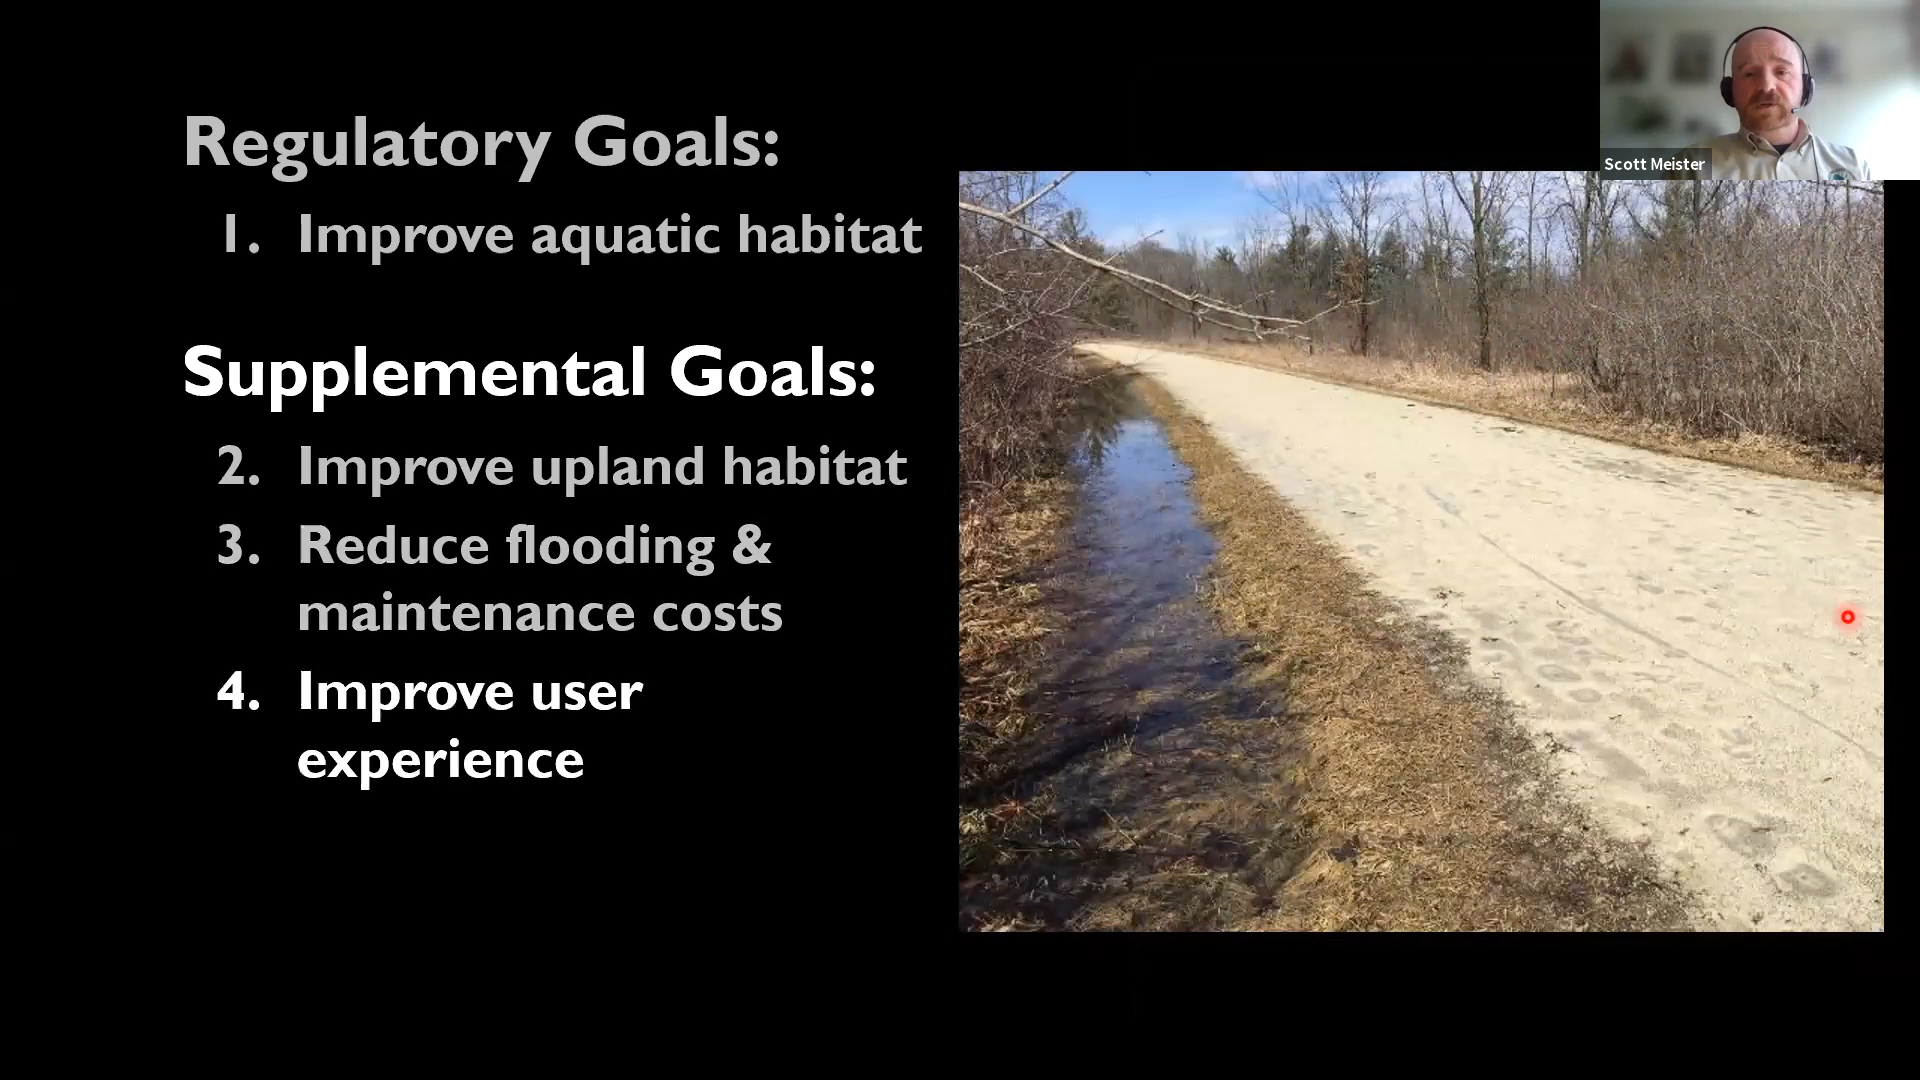 Scott Meister
Regulatory Goals:
1. Improve aquatic habitat
Supplemental Goals:
2. Improve upland habitat
3. Reduce flooding &
maintenance costs
4. Improve user
experience